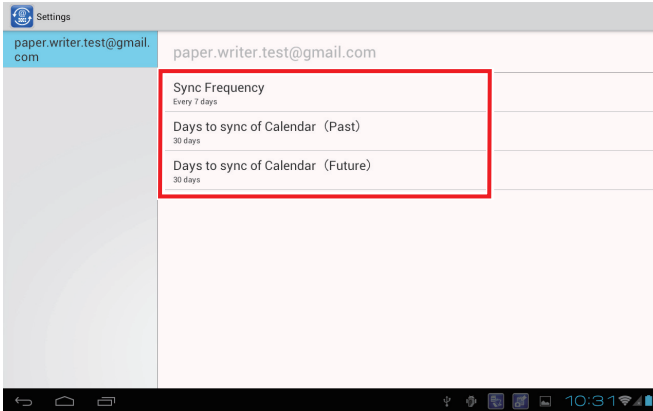 Settings
paper.writer.test@gmail.
com
paper.writer.test@gmail.com
Sync Frequency
Every 7 days
Days to sync of Calendar（Past）
30 days
Days to sync of Calendar（Future）
30 days
10:31